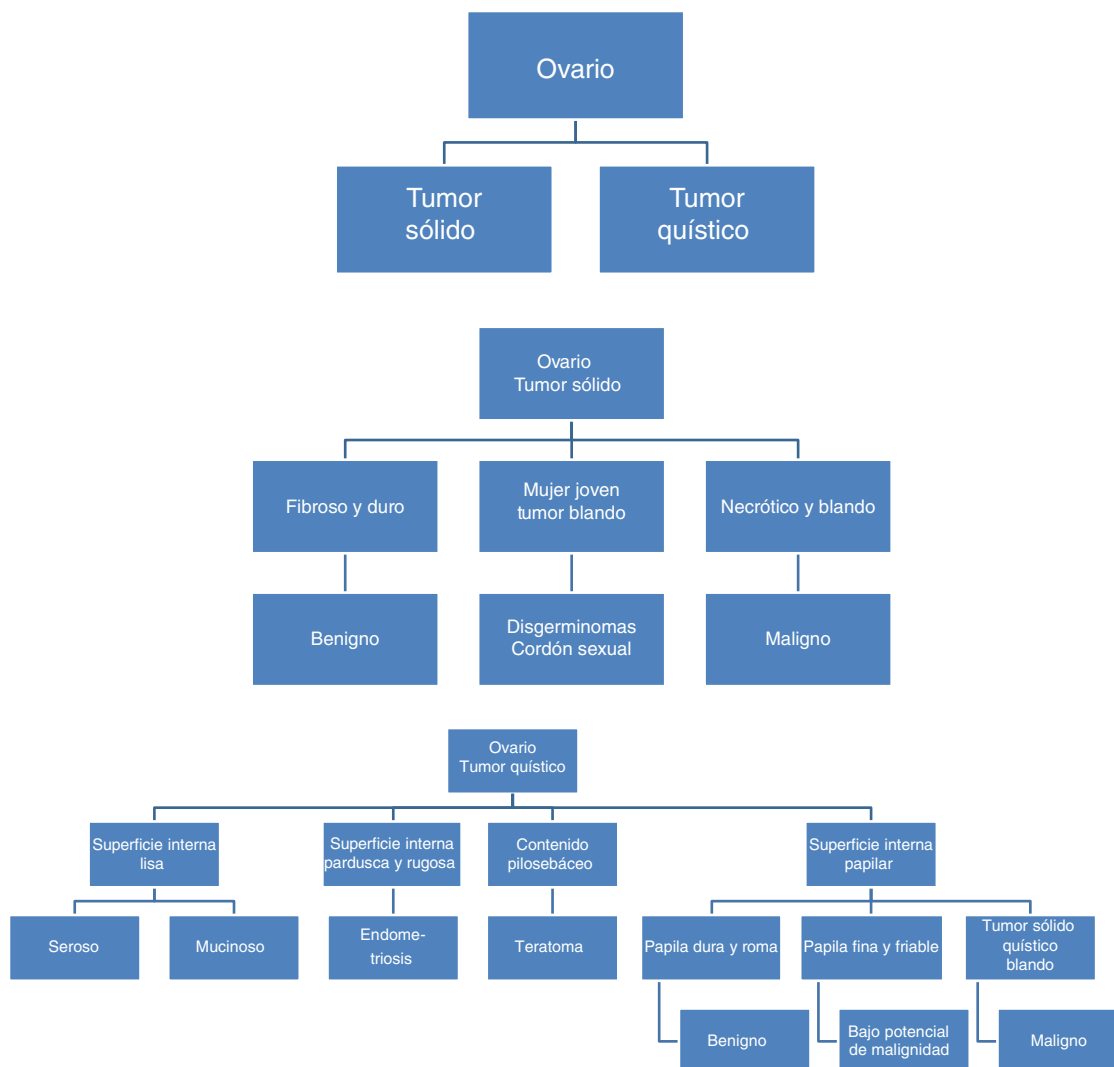 Ovario
Tumor
sólido
Tumor
quístico
Ovario
Tumor sólido
Fibroso y duro
Mujer joven
tumor blando
Necrótico y blando
Benigno
Disgerminomas
Cordón sexual
Maligno
Ovario
Tumor quístico
Superficie interna
lisa
Superficie interna
pardusca y rugosa
Contenido
pilosebáceo
Superficie interna
papilar
Seroso
Mucinoso
Endome-
triosis
Teratoma
Papila dura y roma
Papila fina y friable
Tumor sólido
quístico
blando
Benigno
Bajo potencial
de malignidad
Maligno